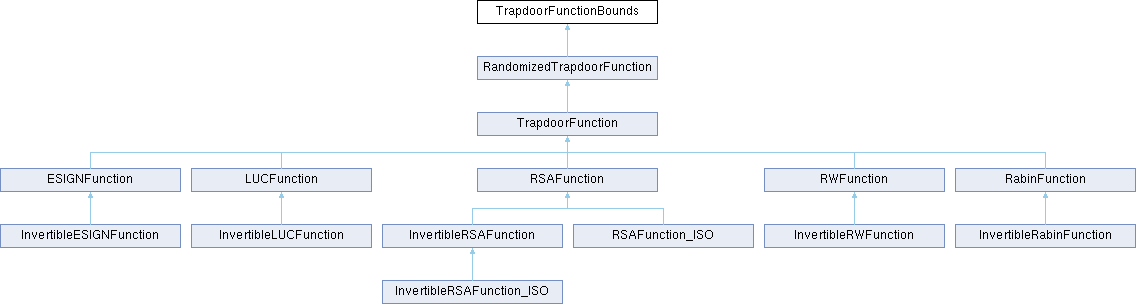 TrapdoorFunctionBounds
RandomizedTrapdoorFunction
TrapdoorFunction
ESIGNFunction
LUCFunction
RSAFunction
RWFunction
RabinFunction
InvertibleESIGNFunction
InvertibleLUCFunction
InvertibleRSAFunction
RSAFunction_ISO
InvertibleRWFunction
InvertibleRabinFunction
InvertibleRSAFunction_ISO